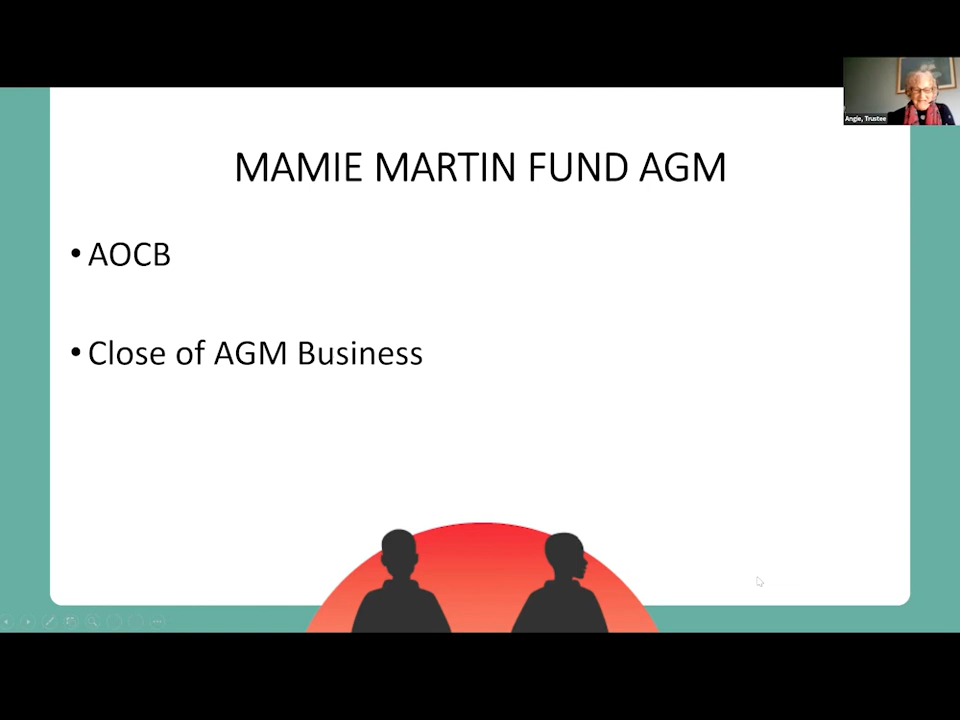 Angie, Trustee
MAMIE MARTIN FUND AGM
• AOCB
• Close of AGM Business